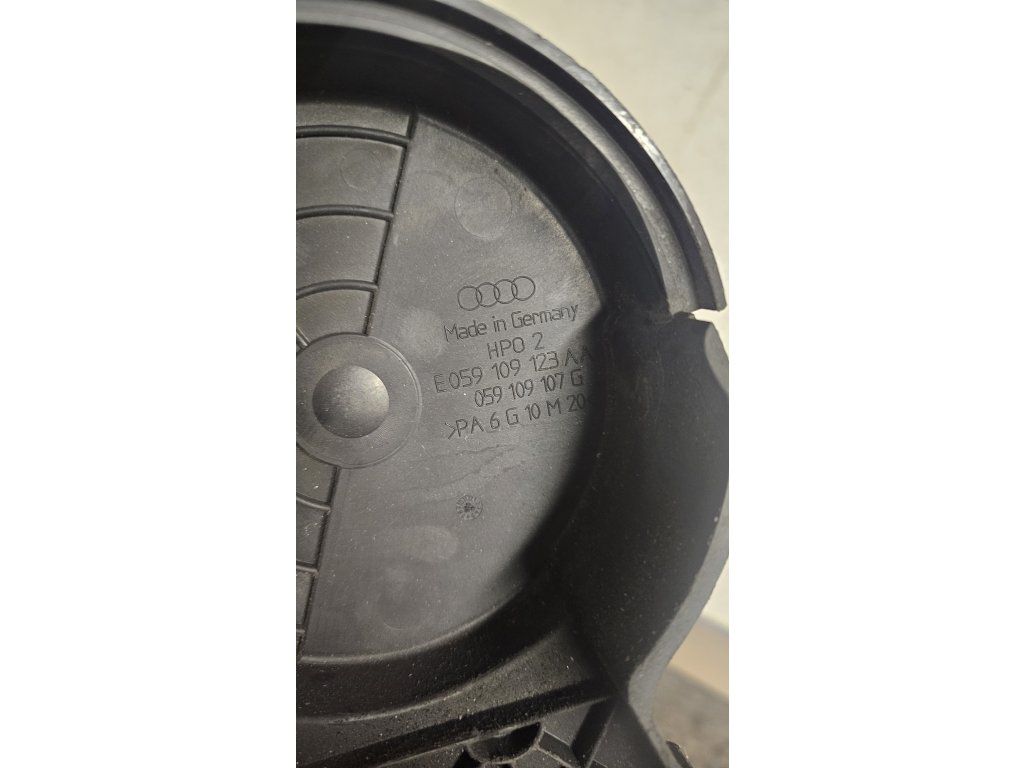 Made in Germany
HPO 2
E 059 109 123 AA
059 109 107 G
>PA 6 G 10 M 20